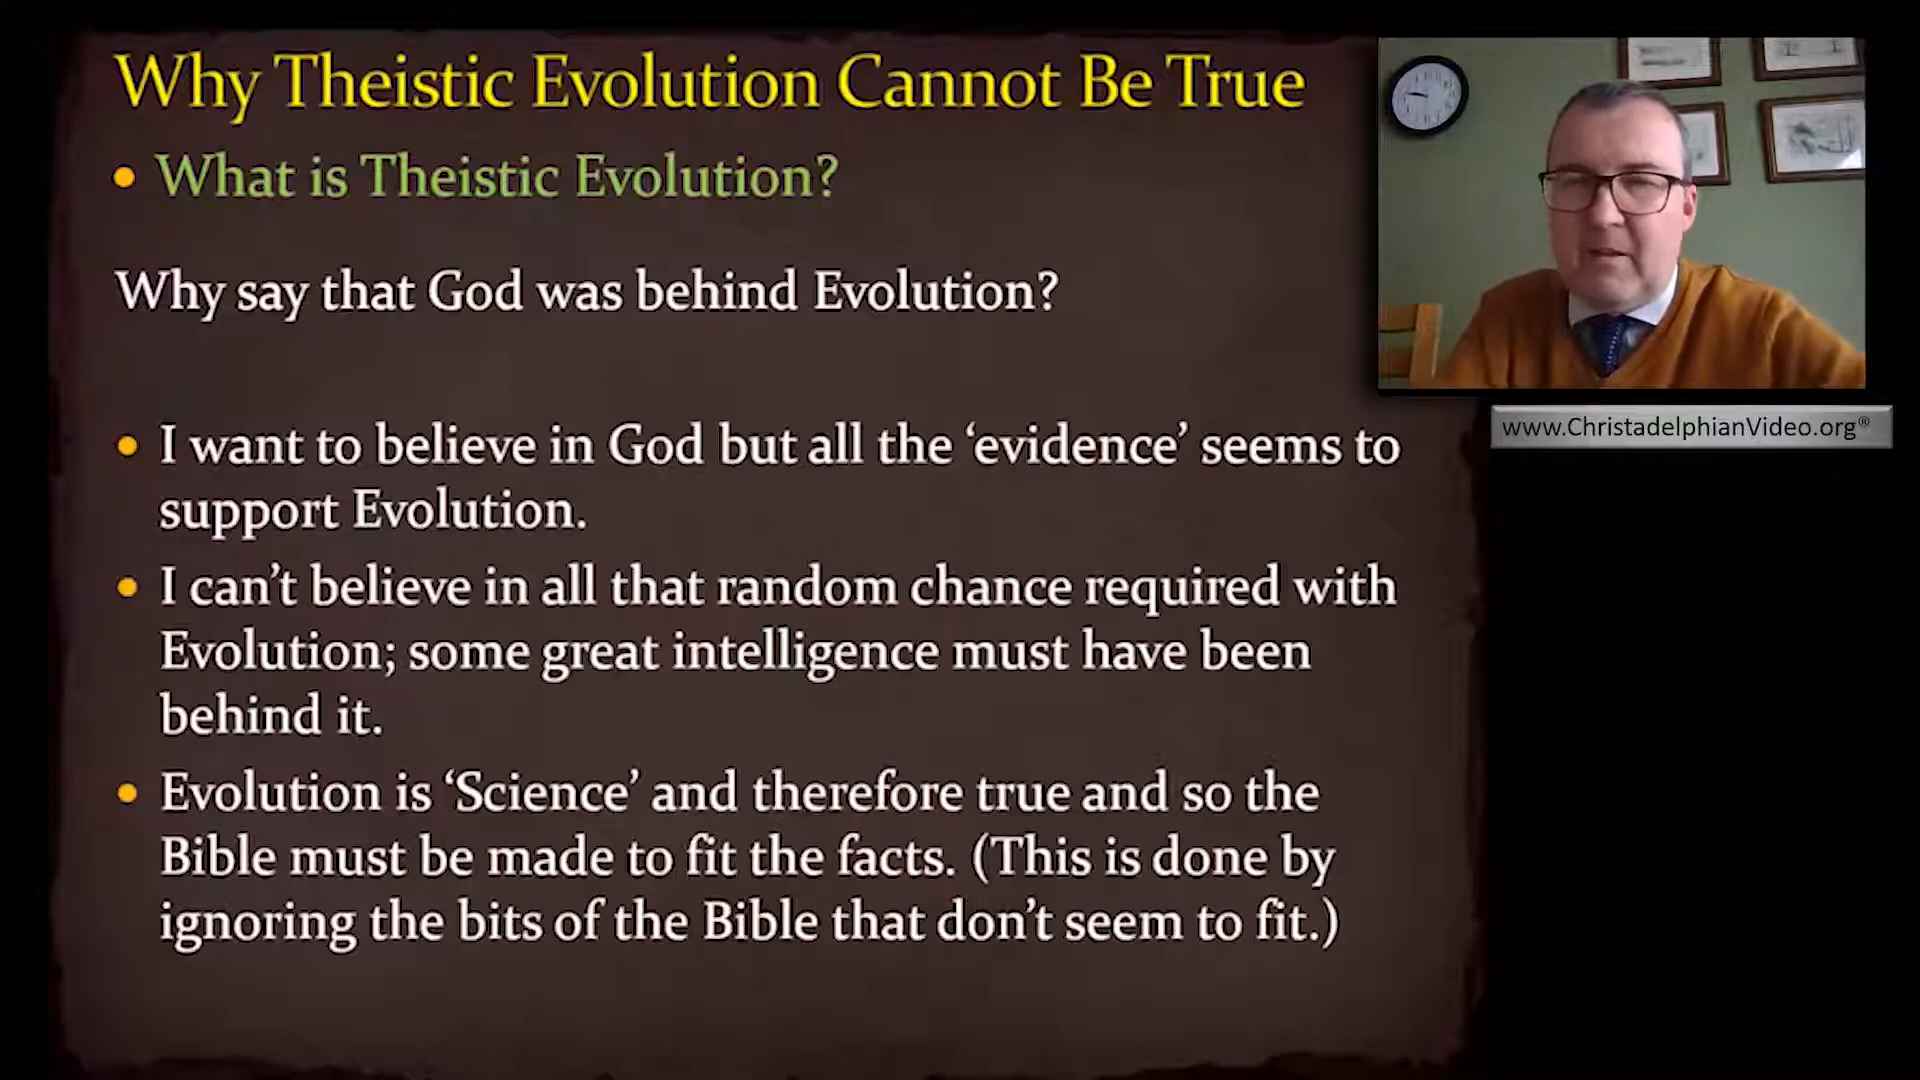 Why Theistic Evolution Cannot Be True
• What is Theistic Evolution?
Why say that God was behind Evolution?
• I want to believe in God but all the ‘evidence’ seems to
support Evolution.
• I can’t believe in all that random chance required with
Evolution; some great intelligence must have been
behind it.
• Evolution is ‘Science’ and therefore true and so the
Bible must be made to fit the facts. (This is done by
ignoring the bits of the Bible that don’t seem to fit.)
www.ChristadelphianVideo.org®